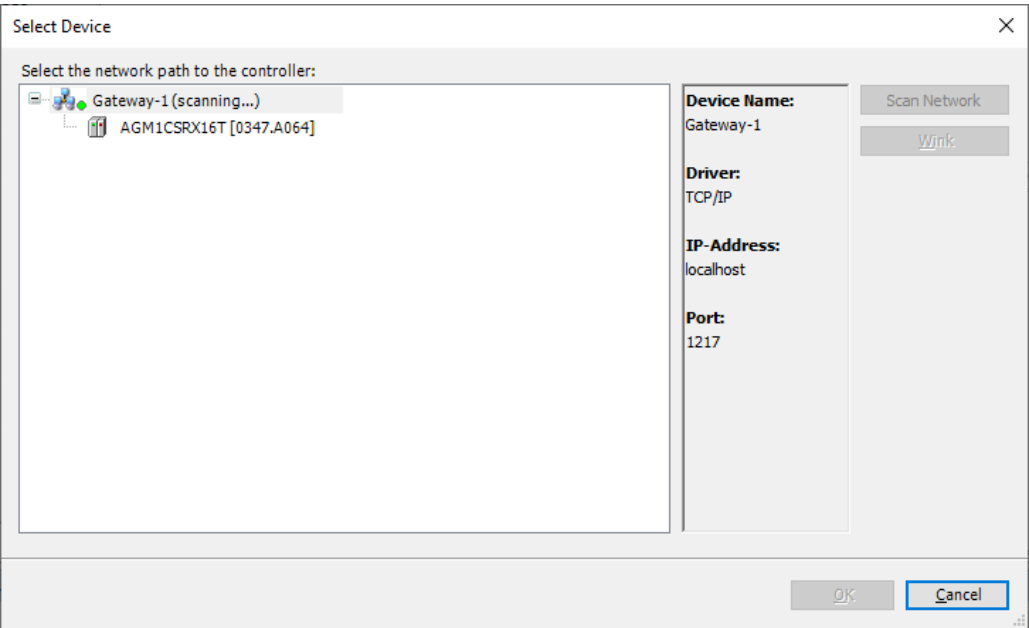 Select Device
Select the network path to the controller:
Gateway-1 (scanning...)
AGM1CSRX16T [0347.A064]
Device Name:
Gateway-1
Driver:
TCP/IP
IP-Address:
localhost
Port:
1217
Scan Network
Wink
OK
Cancel